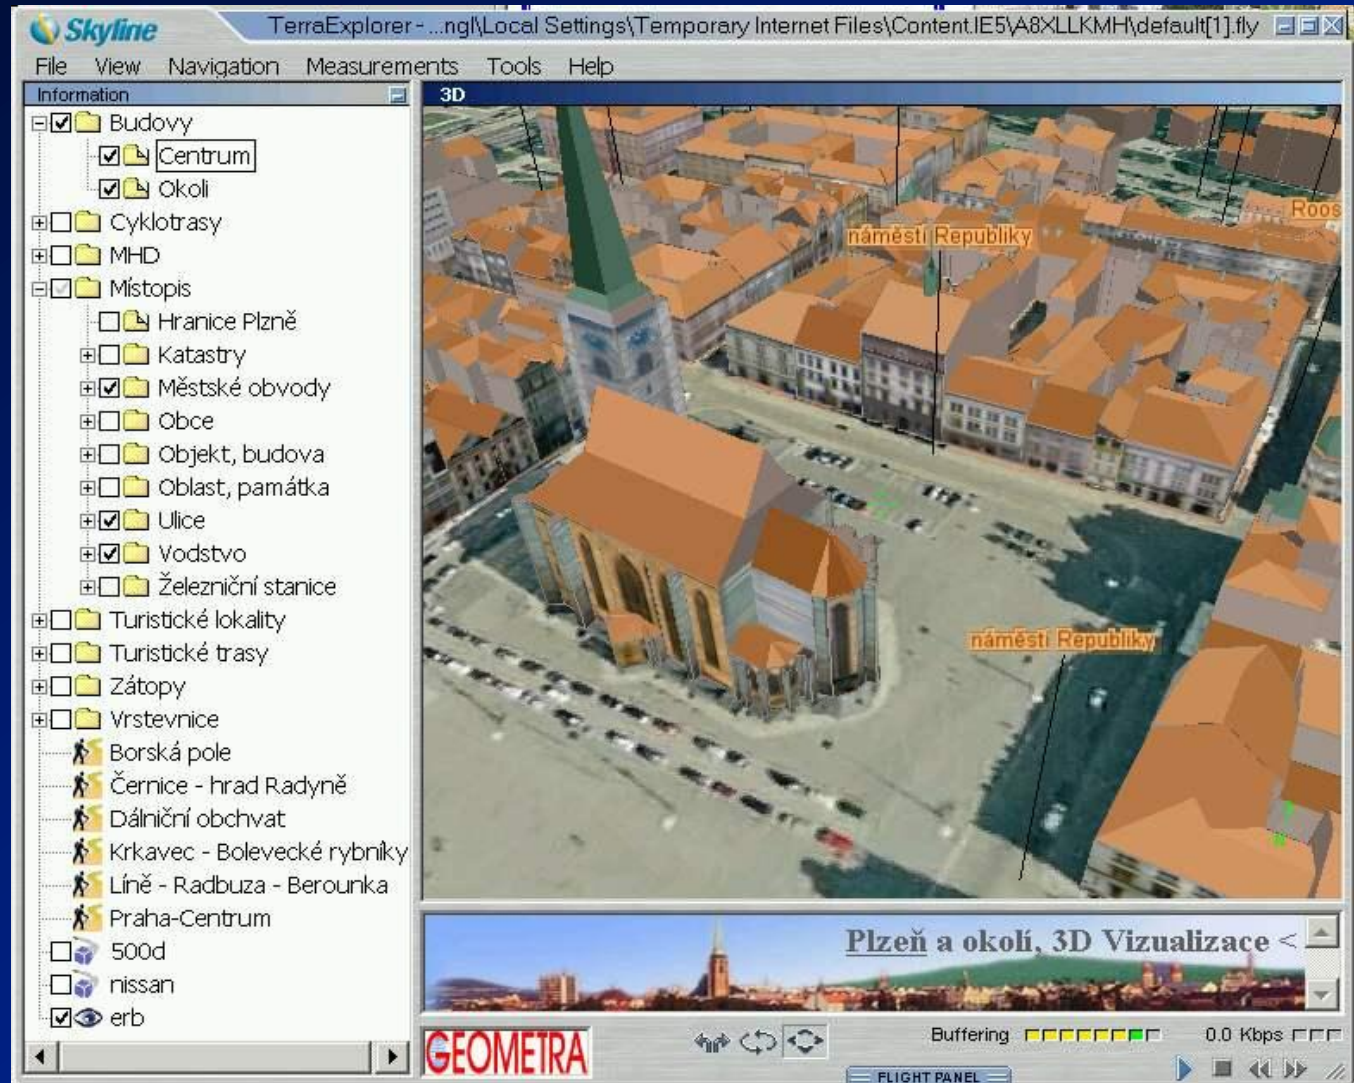 Skyline
TerraExplorer - ...ngl\Local Settings\Temporary Internet Files\Content.IE5\A8XLLKMH\default[1].fly
File View Navigation Measurements Tools Help
Information
Budovy
Centrum
Okoli
Cyklotrasy
MHD
Místopis
Hranice Plzně
Katastry
Městské obvody
Obce
Objekt, budova
Oblast, památka
Ulice
Vodstvo
Železniční stanice
Turistické lokality
Turistické trasy
Zátopy
Vrstevnice
Borská pole
Černice - hrad Radyně
Dálniční obchvat
Krkavec - Bolevecké rybníky
Líně - Radbuza - Berounka
Praha-Centrum
500d
nissan
erb
3D
Roos
náměstí Republiky
náměstí Republiky
Plzeň a okolí, 3D Vizualizace <
GEOMETRA
Buffering
0.0 Kbps
FLIGHT PANEL